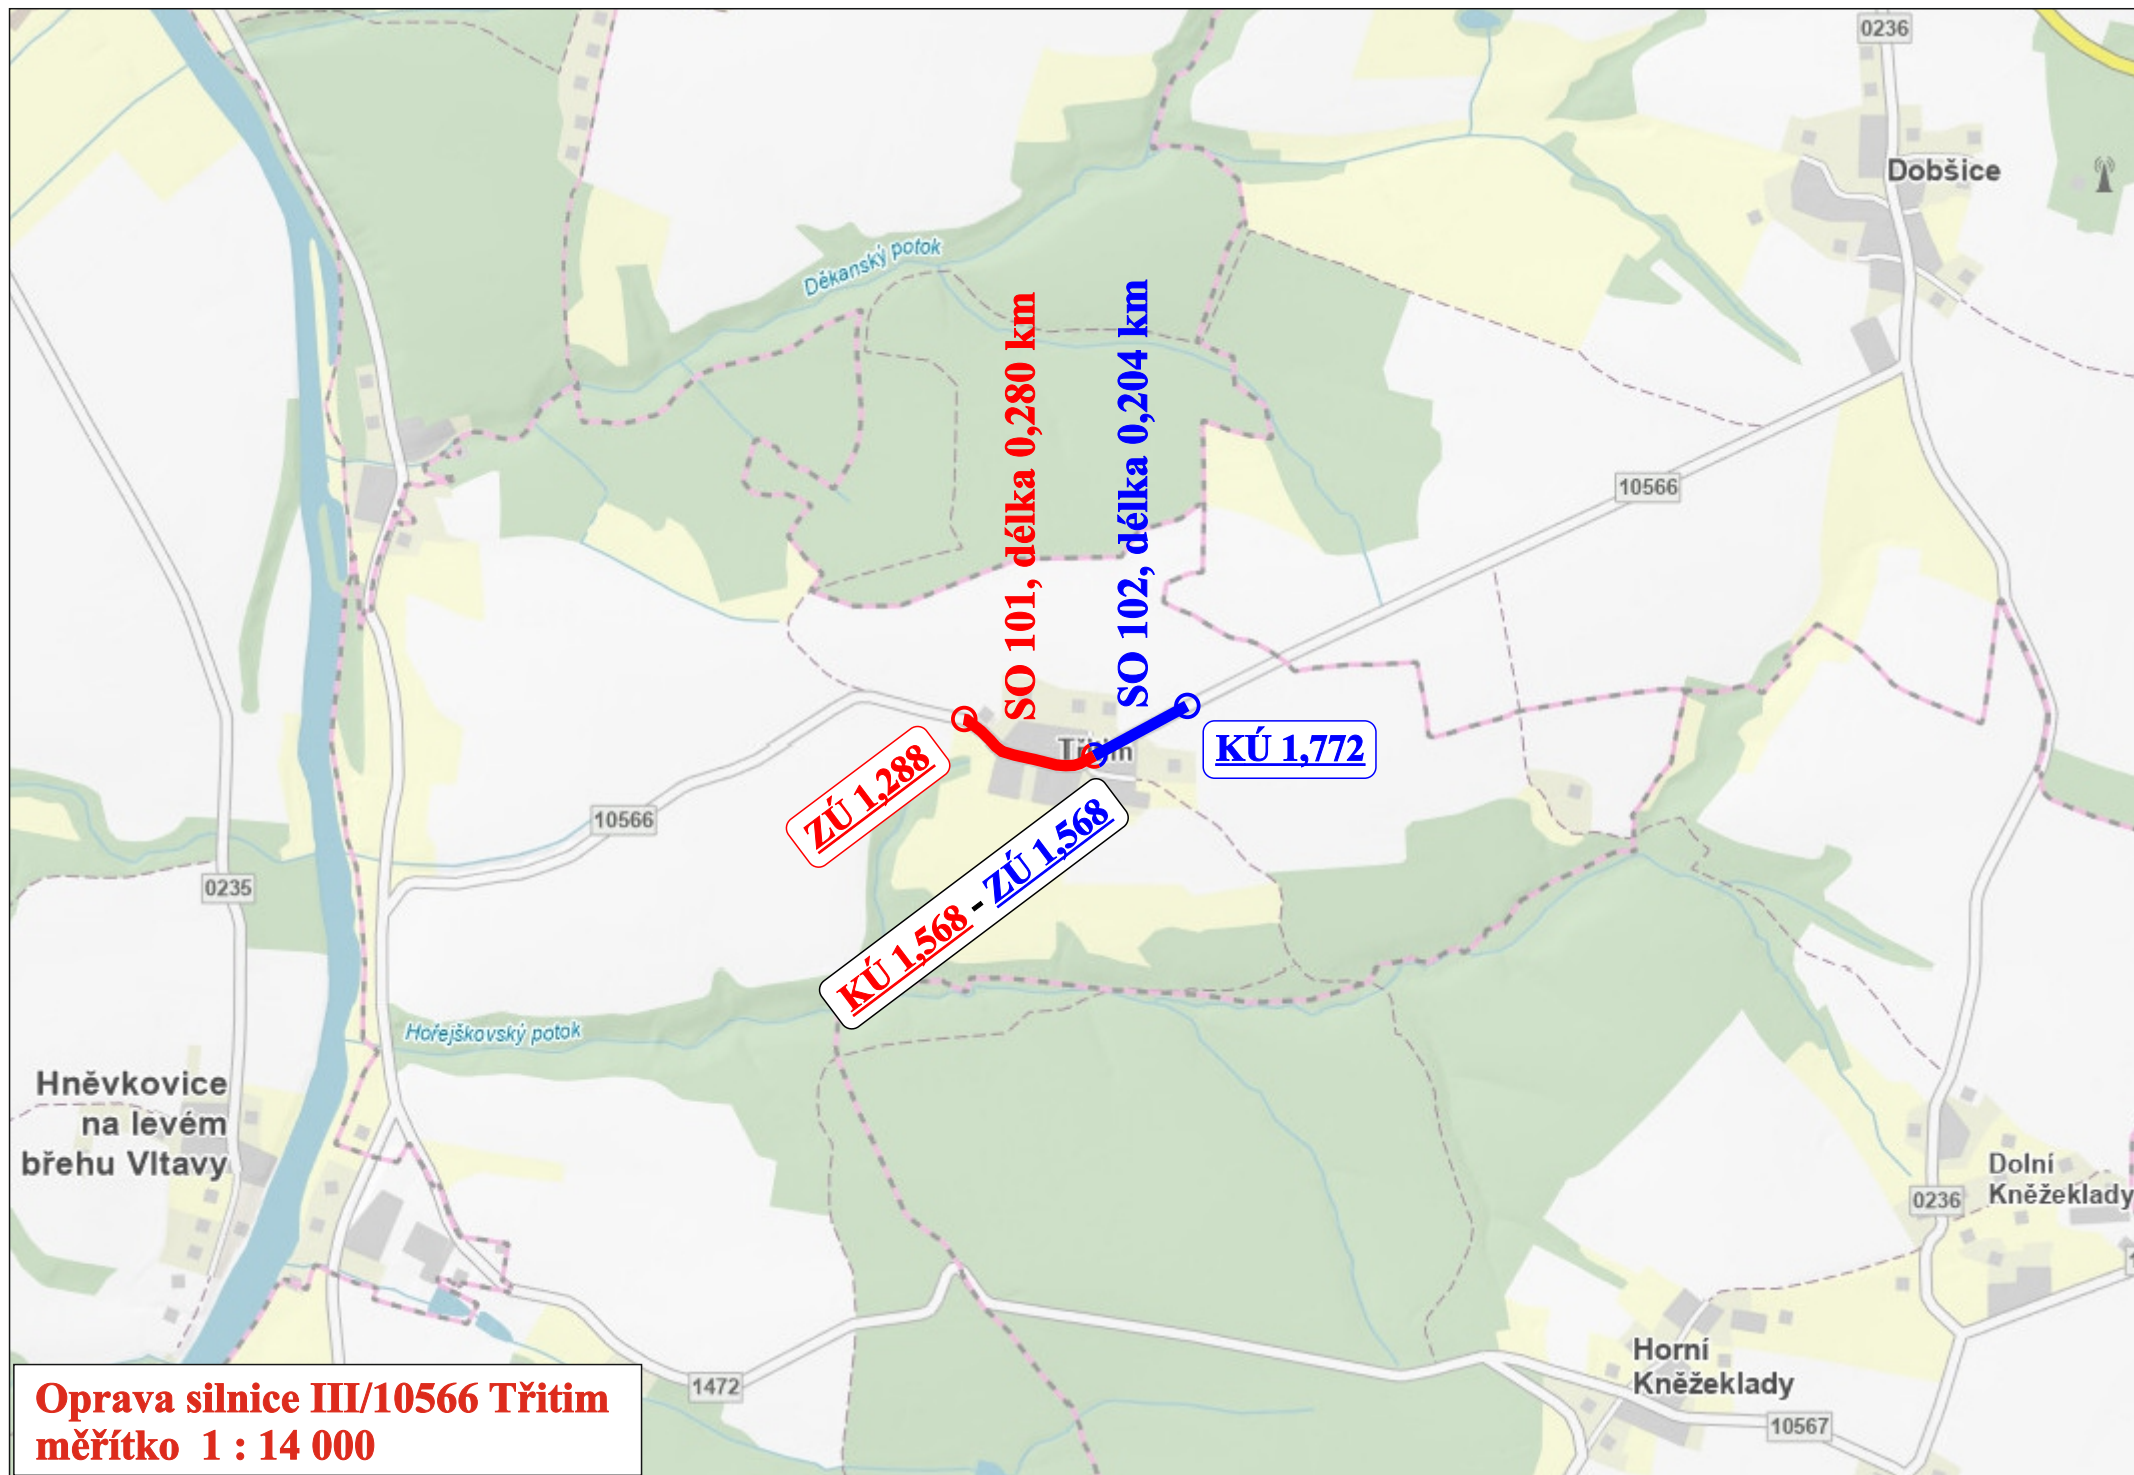 0236
Dobšice
Děkanský potok
SO 101, délka 0,280 km
SO 102, délka 0,204 km
10566
Třitim
ZÚ 1,288
KÚ 1,772
KÚ 1,568 - ZÚ 1,568
10566
0235
Hořejškovský potok
Hněvkovice
na levém
břehu Vltavy
Dolní
Kněžeklady
0236
Horní
Kněžeklady
1472
10567
Oprava silnice III/10566 Třitim
měřítko 1 : 14 000